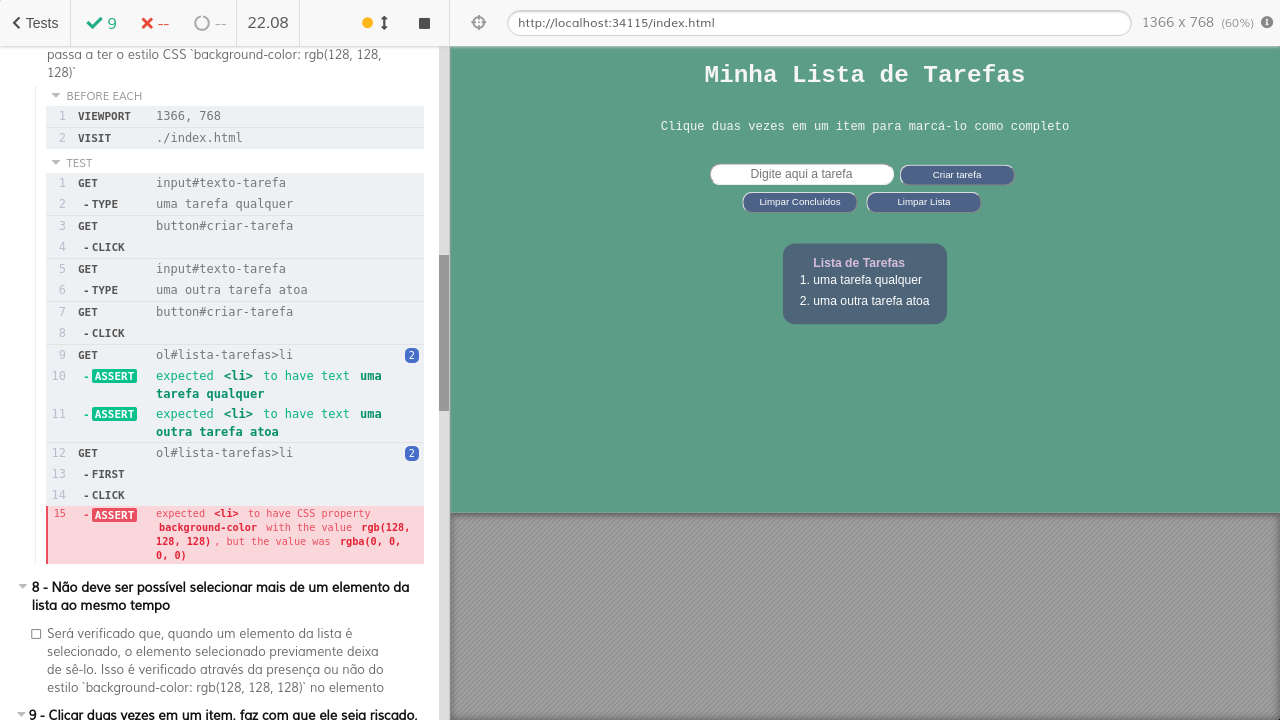 Tests
9
--
--
22.08
http://localhost:34115/index.html
1366 x 768 (60%)
passa a ter o estilo CSS `background-color: rgb(128, 128,
128)`
BEFORE EACH
1 VIEWPORT 1366, 768
2 VISIT ./index.html
TEST
1 GET input#texto-tarefa
2 -TYPE uma tarefa qualquer
3 GET button#criar-tarefa
4 -CLICK
5 GET input#texto-tarefa
6 -TYPE uma outra tarefa atoa
7 GET button#criar-tarefa
8 -CLICK
9 GET ol#lista-tarefas>li 2
10 -ASSERT expected <li> to have text uma
tarefa qualquer
11 -ASSERT expected <li> to have text uma
outra tarefa atoa
12 GET ol#lista-tarefas>li 2
13 -FIRST
14 -CLICK
15 -ASSERT expected <li> to have CSS property
background-color with the value rgb(128,
128, 128), but the value was rgba(0, 0,
0, 0)
8 - Não deve ser possível selecionar mais de um elemento da
lista ao mesmo tempo
Será verificado que, quando um elemento da lista é
selecionado, o elemento selecionado previamente deixa
de sê-lo. Isso é verificado através da presença ou não do
estilo `background-color: rgb(128, 128, 128)` no elemento
9 - Clicar duas vezes em um item, faz com que ele seja riscado,
Minha Lista de Tarefas
Clique duas vezes em um item para marcá-lo como completo
Digite aqui a tarefa
Criar tarefa
Limpar Concluídos
Limpar Lista
Lista de Tarefas
1. uma tarefa qualquer
2. uma outra tarefa atoa